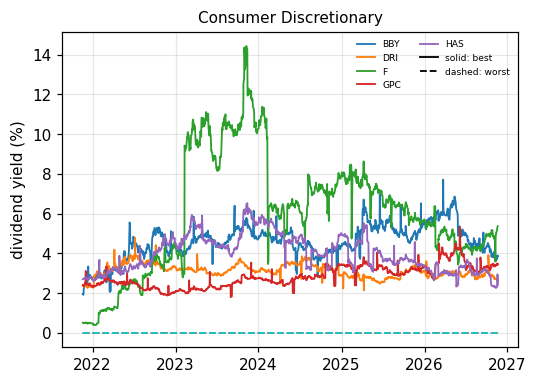 Consumer Discretionary
dividend yield (%)
14
12
10
8
6
4
2
0
2022 2023 2024 2025 2026 2027
BBY
DRI
F
GPC
HAS
solid: best
dashed: worst